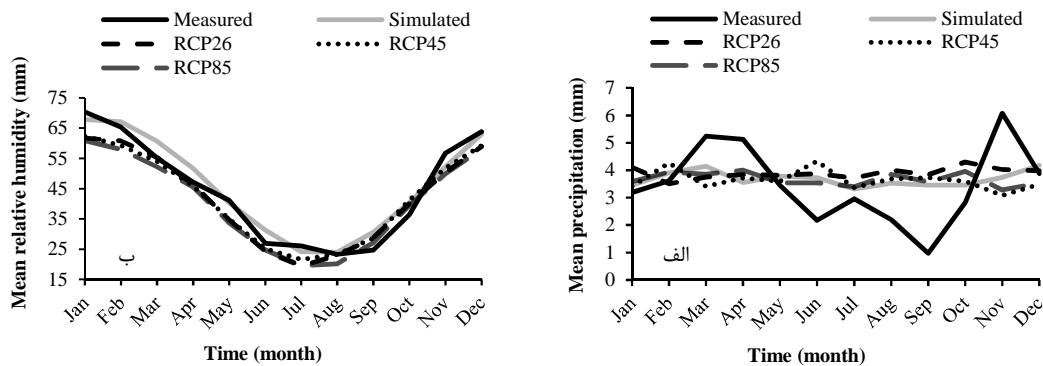 Measured
Simulated
RCP26
RCP45
RCP85
Mean relative humidity (mm)
75
65
55
45
35
25
15
ب
Jan
Feb
Mar
Apr
May
Jun
Jul
Aug
Sep
Oct
Nov
Dec
Time (month)
Measured
Simulated
RCP26
RCP45
RCP85
Mean precipitation (mm)
7
6
5
4
3
2
1
0
الف
Jan
Feb
Mar
Apr
May
Jun
Jul
Aug
Sep
Oct
Nov
Dec
Time (month)